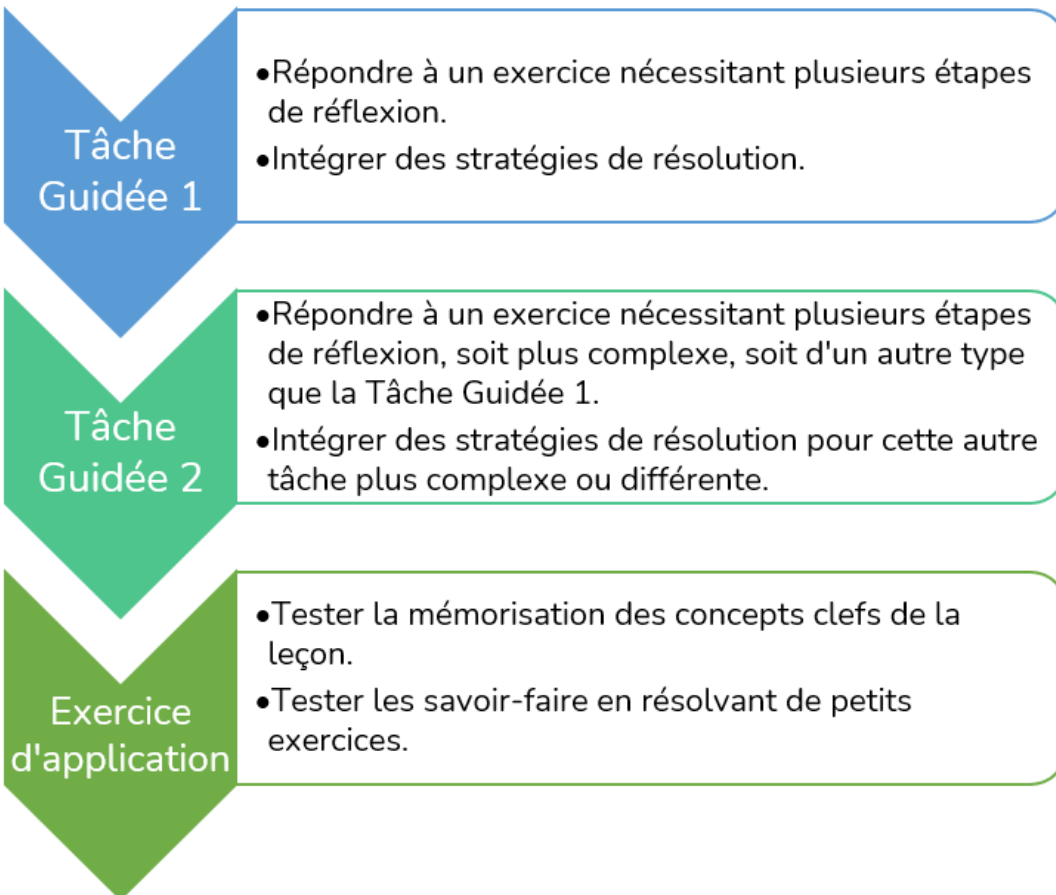 Tâche
Guidée 1
•Répondre à un exercice nécessitant plusieurs étapes
de réflexion.
•Intégrer des stratégies de résolution.
Tâche
Guidée 2
•Répondre à un exercice nécessitant plusieurs étapes
de réflexion, soit plus complexe, soit d'un autre type
que la Tâche Guidée 1.
•Intégrer des stratégies de résolution pour cette autre
tâche plus complexe ou différente.
Exercice
d'application
•Tester la mémorisation des concepts clefs de la
leçon.
•Tester les savoir-faire en résolvant de petits
exercices.